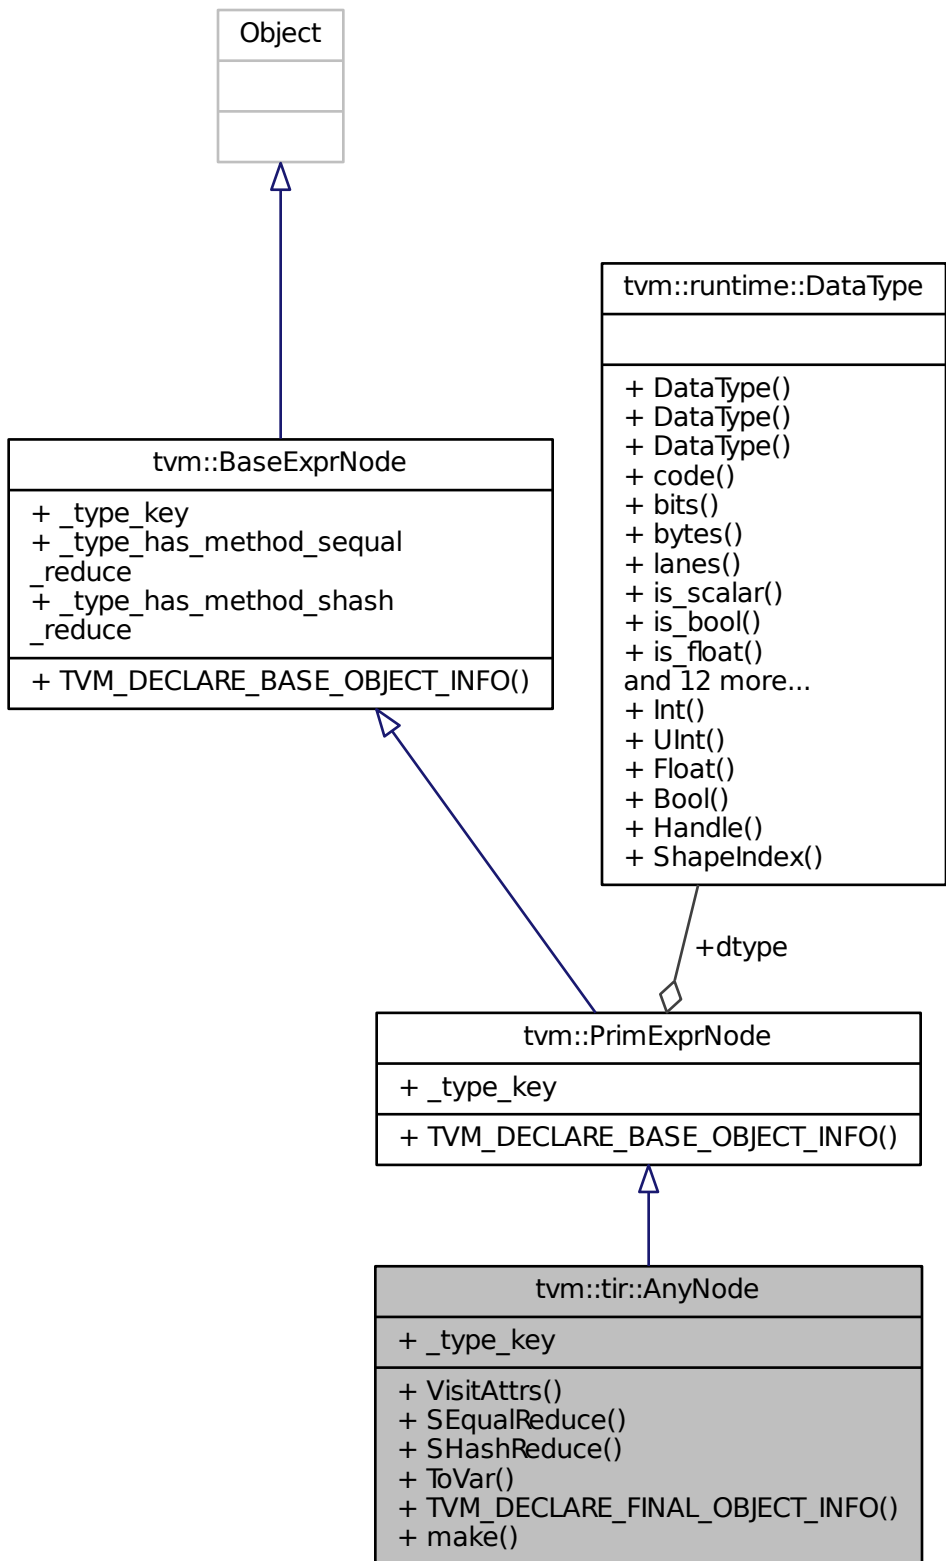 Object
tvm::runtime::DataType
+ DataType()
+ DataType()
+ DataType()
+ code()
+ bits()
+ bytes()
+ lanes()
+ is_scalar()
+ is_bool()
+ is_float()
and 12 more...
+ Int()
+ UInt()
+ Float()
+ Bool()
+ Handle()
+ ShapeIndex()
tvm::BaseExprNode
+ _type_key
+ _type_has_method_sequal
_reduce
+ _type_has_method_shash
_reduce
+ TVM_DECLARE_BASE_OBJECT_INFO()
+dtype
tvm::PrimExprNode
+ _type_key
+ TVM_DECLARE_BASE_OBJECT_INFO()
tvm::tir::AnyNode
+ _type_key
+ VisitAttrs()
+ SEqualReduce()
+ SHashReduce()
+ ToVar()
+ TVM_DECLARE_FINAL_OBJECT_INFO()
+ make()